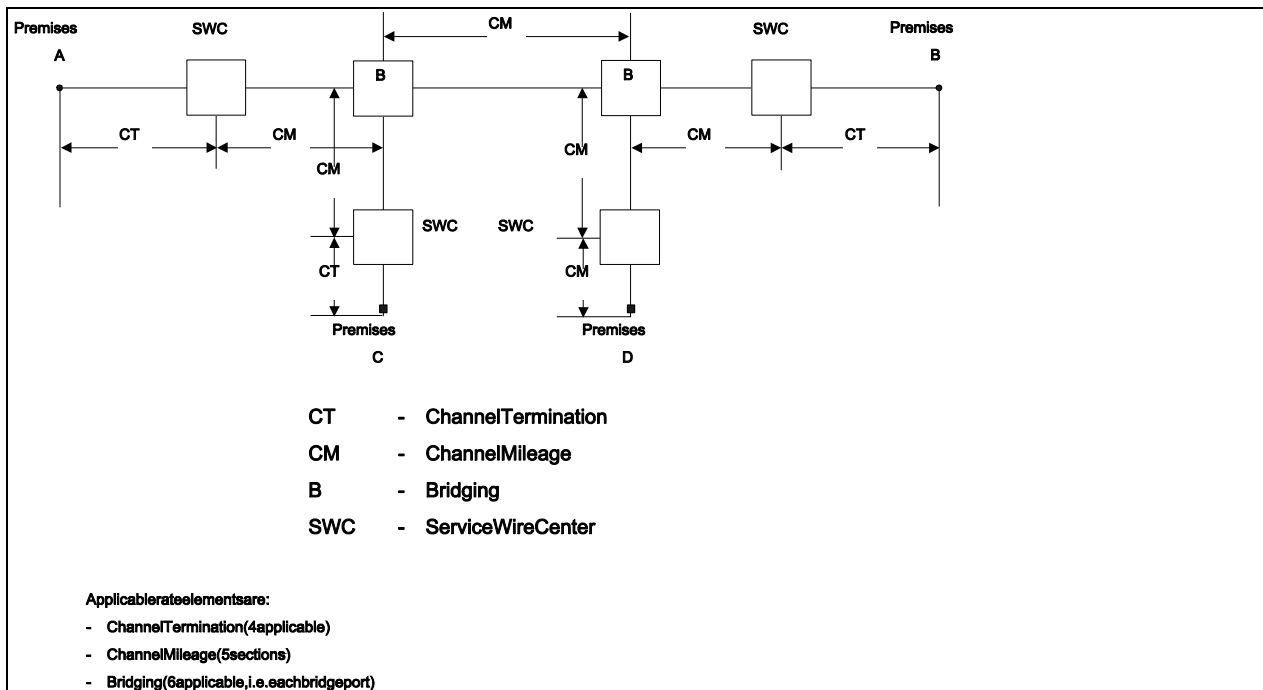 Premises SWC CM SWC Premises
A B B B
CT CM CM CM CM CT
SWC SWC
CT CM
Premises Premises
C D
CT - ChannelTermination
CM - ChannelMileage
B - Bridging
SWC - ServiceWireCenter
Applicablerateelementsare:
- ChannelTermination(4applicable)
- ChannelMileage(5sections)
- Bridging(6applicable,i.e.eachbridgeport)